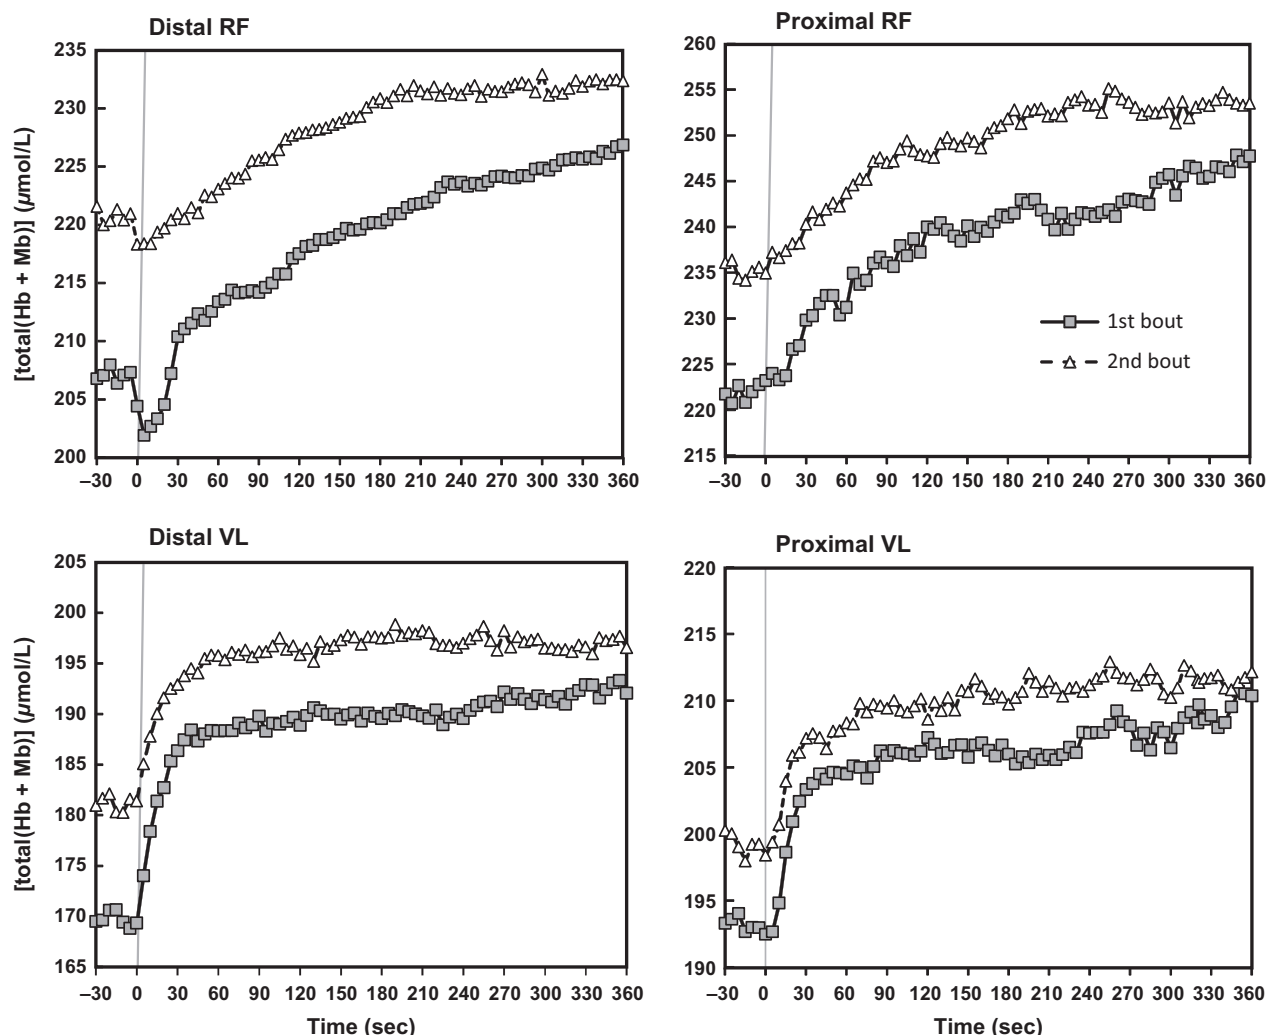 Distal RF
[total(Hb + Mb)] (µmol/L)
235
230
225
220
215
210
205
200
–30 0 30 60 90 120 150 180 210 240 270 300 330 360
Proximal RF
260
255
250
245
240
235
230
225
220
215
1st bout
2nd bout
–30 0 30 60 90 120 150 180 210 240 270 300 330 360
Distal VL
[total(Hb + Mb)] (µmol/L)
205
200
195
190
185
180
175
170
165
–30 0 30 60 90 120 150 180 210 240 270 300 330 360
Time (sec)
Proximal VL
220
215
210
205
200
195
190
–30 0 30 60 90 120 150 180 210 240 270 300 330 360
Time (sec)